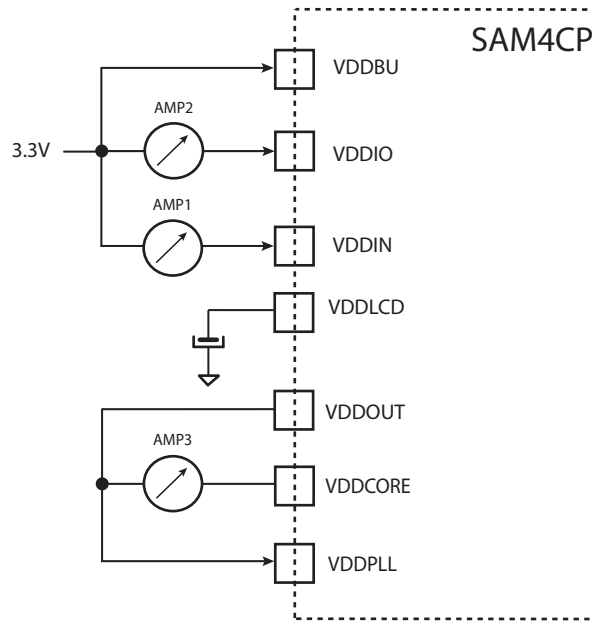 SAM4CP
VDDBU
AMP2
3.3V
VDDIO
AMP1
VDDIN
VDDLCD
VDDOUT
AMP3
VDDCORE
VDDPLL